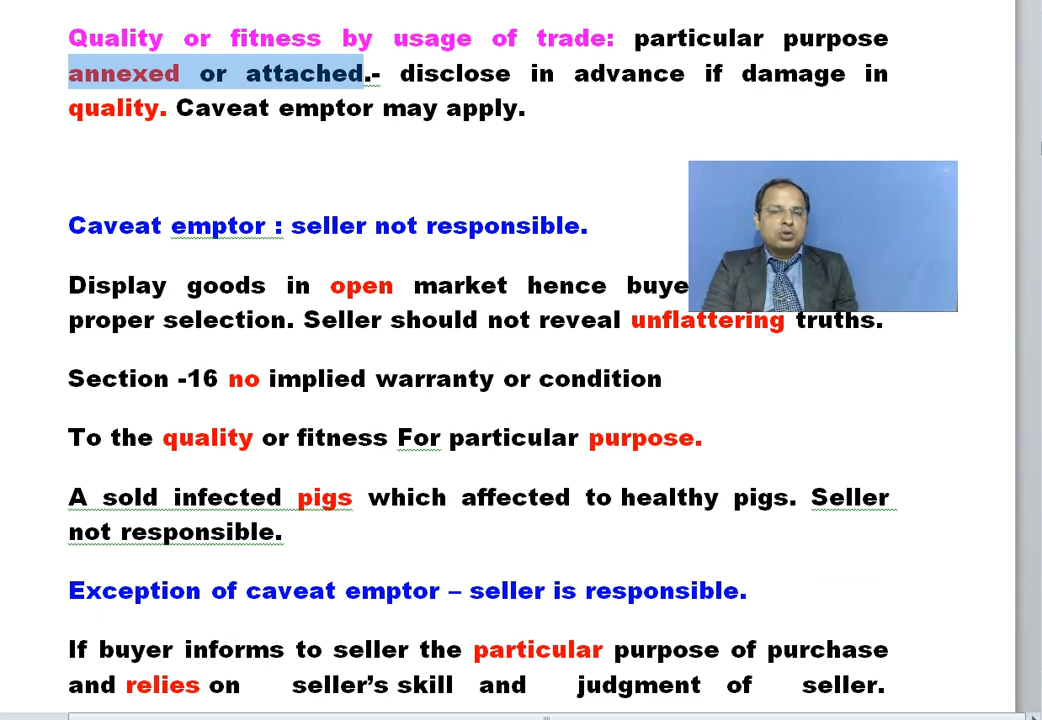 Quality or fitness by usage of trade: particular purpose
annexed or attached.- disclose in advance if damage in
quality. Caveat emptor may apply.
Caveat emptor : seller not responsible.
Display goods in open market hence buye
proper selection. Seller should not reveal unflattering truths.
Section -16 no implied warranty or condition
To the quality or fitness For particular purpose.
A sold infected pigs which affected to healthy pigs. Seller
not responsible.
Exception of caveat emptor – seller is responsible.
If buyer informs to seller the particular purpose of purchase
and relies on seller’s skill and judgment of seller.